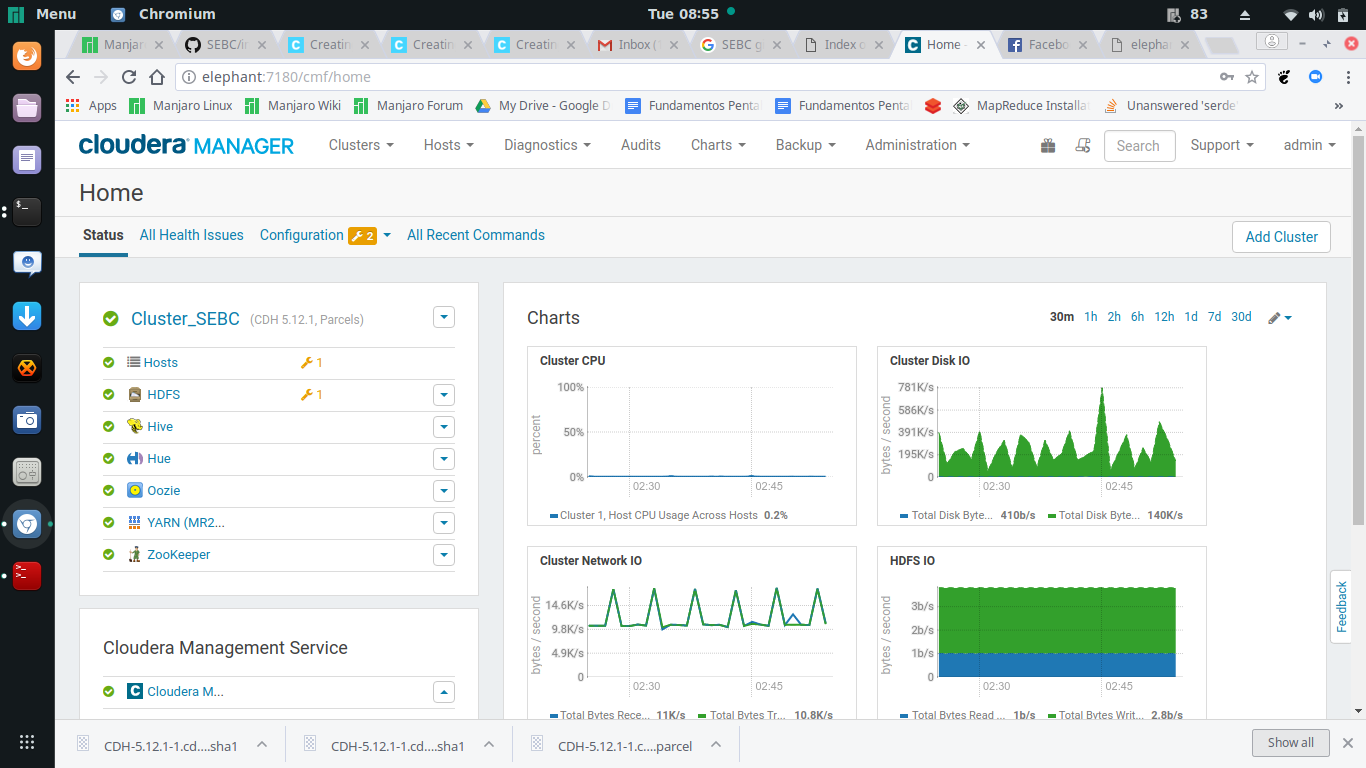 Menu Chromium Tue 08:55 83
Manjar SEBC/i Creatin Creatin Creatin Inbox ( SEBC g Index o Home - Facebo elepha
elephant:7180/cmf/home
Apps Manjaro Linux Manjaro Wiki Manjaro Forum My Drive - Google D Fundamentos Penta Fundamentos Penta MapReduce Installa Unanswered 'serde' »
cloudera MANAGER Clusters Hosts Diagnostics Audits Charts Backup Administration Search Support admin
Home
Status All Health Issues Configuration 2 All Recent Commands Add Cluster
Cluster_SEBC (CDH 5.12.1, Parcels)
Hosts 1
HDFS 1
Hive
Hue
Oozie
YARN (MR2...
ZooKeeper
Cloudera Management Service
Cloudera M...
Charts 30m 1h 2h 6h 12h 1d 7d 30d
Cluster CPU
percent
100%
50%
0%
02:30 02:45
Cluster 1, Host CPU Usage Across Hosts 0.2%
Cluster Disk IO
bytes / second
781K/s
586K/s
391K/s
195K/s
0
02:30 02:45
Total Disk Byte... 410b/s Total Disk Byte... 140K/s
Cluster Network IO
bytes / second
14.6K/s
9.8K/s
4.9K/s
0
02:30 02:45
Total Bytes Rece... 11K/s Total Bytes Tr... 10.8K/s
HDFS IO
bytes / second
3b/s
2b/s
1b/s
0
02:30 02:45
Total Bytes Read ... 1b/s Total Bytes Writ... 2.8b/s
Feedback
CDH-5.12.1-1.cd....sha1 CDH-5.12.1-1.cd....sha1 CDH-5.12.1-1.c....parcel Show all